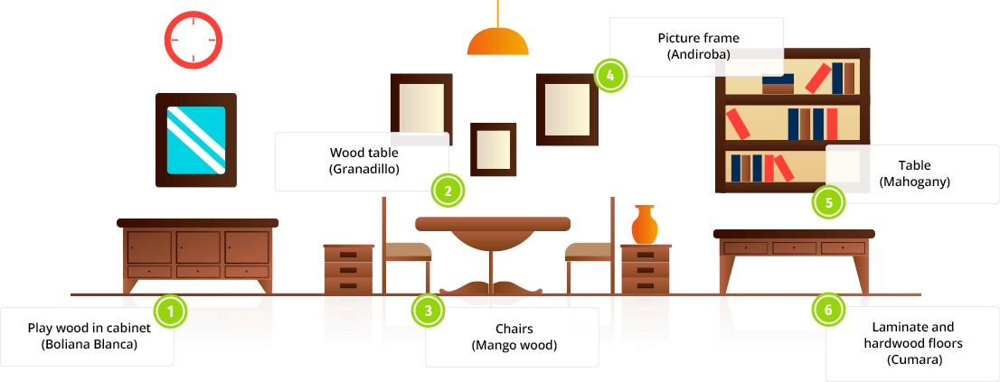 Picture frame
(Andiroba)
4
Wood table
(Granadillo)
2
Table
(Mahogany)
5
1
Play wood in cabinet
(Boliana Blanca)
3
Chairs
(Mango wood)
6
Laminate and
hardwood floors
(Cumara)